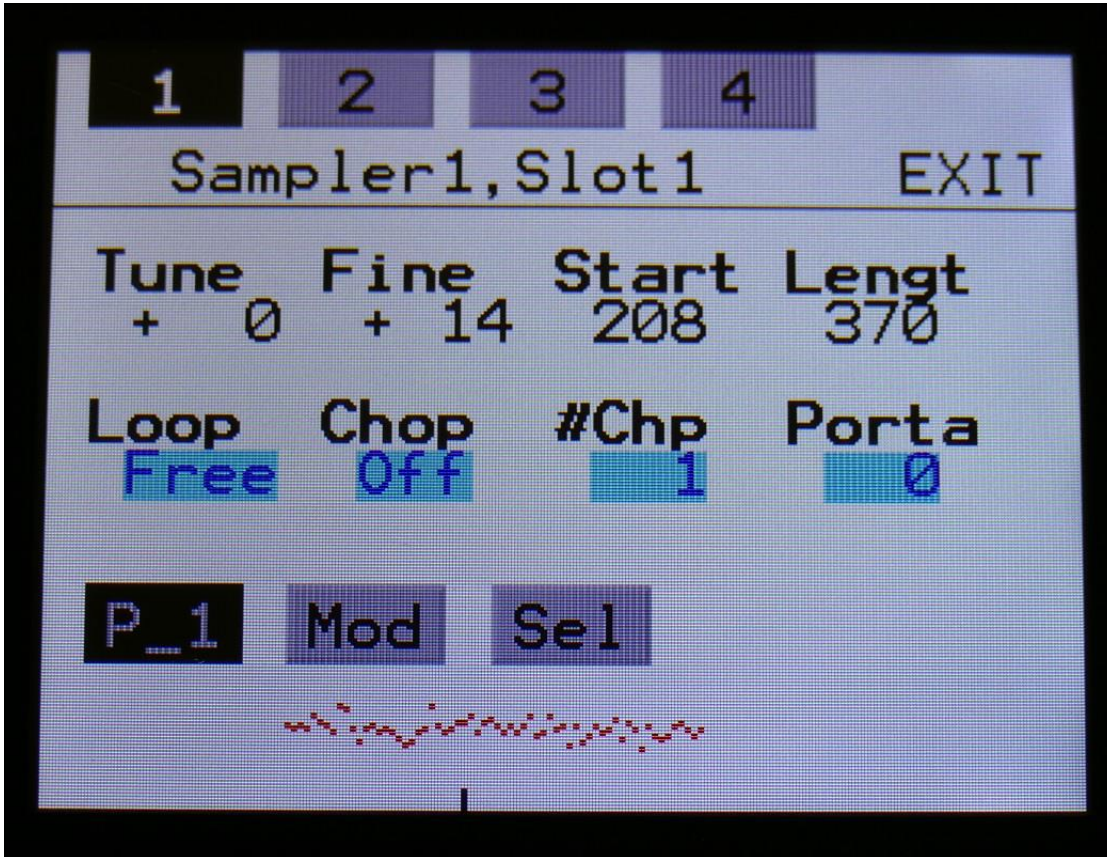 1 2 3 4
Sampler1,Slot1 EXIT
Tune Fine Start Lengt
+ 0 + 14 208 370
Loop Chop #Chp Porta
Free Off 1 0
P_1 Mod Sel